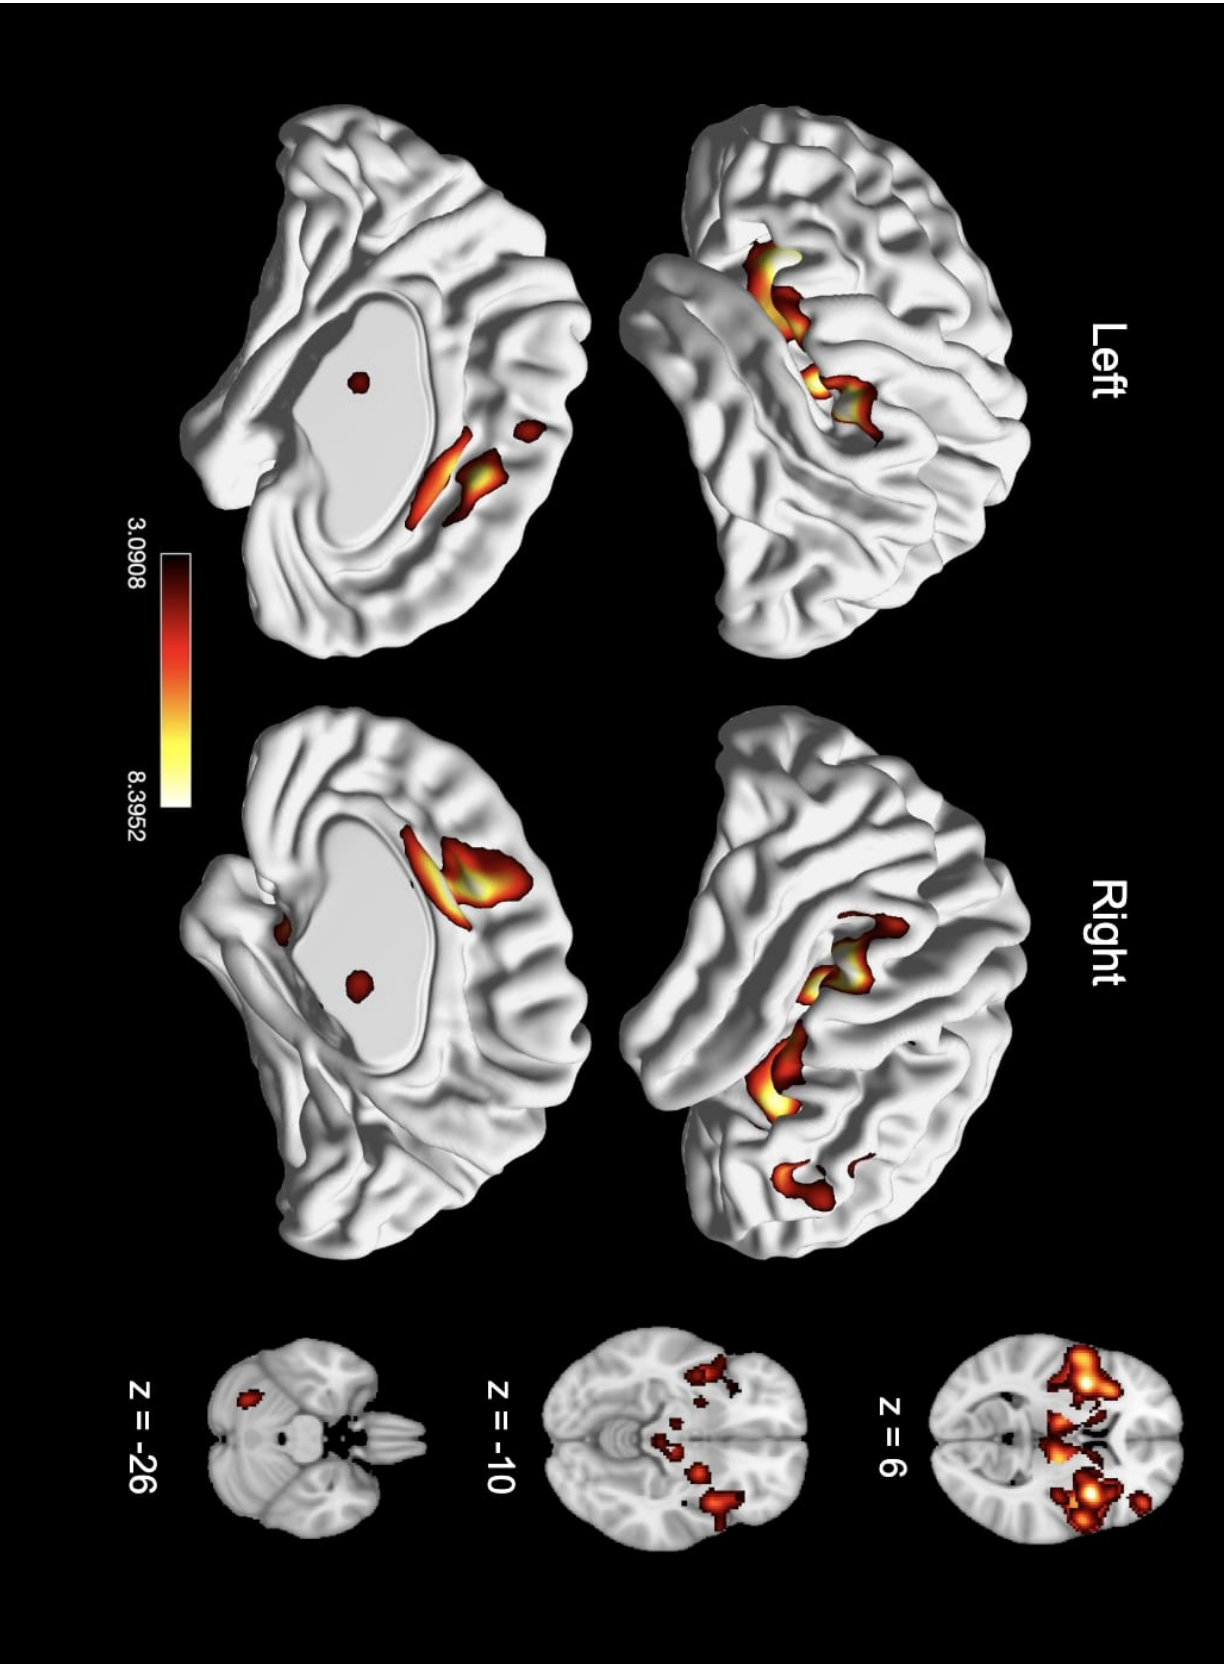 Left
Right
3.0908
8.3952
z = 6
z = -10
z = -26